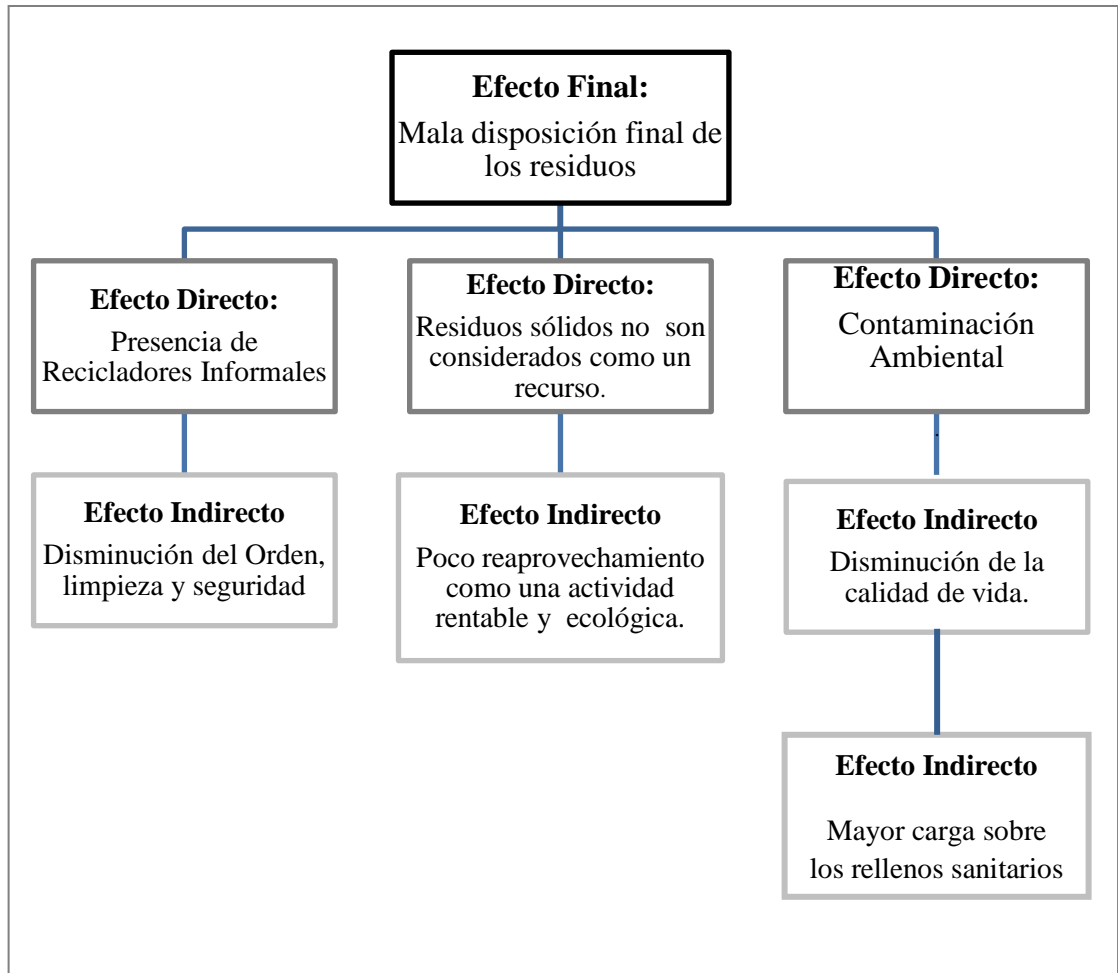 Efecto Final:
Mala disposición final de
los residuos
Efecto Directo:
Presencia de
Recicladores Informales
Efecto Directo:
Residuos sólidos no son
considerados como un
recurso.
Efecto Directo:
Contaminación
Ambiental
.
Efecto Indirecto
Disminución del Orden,
limpieza y seguridad
Efecto Indirecto
Poco reaprovechamiento
como una actividad
rentable y ecológica.
Efecto Indirecto
Disminución de la
calidad de vida.
Efecto Indirecto
Mayor carga sobre
los rellenos sanitarios